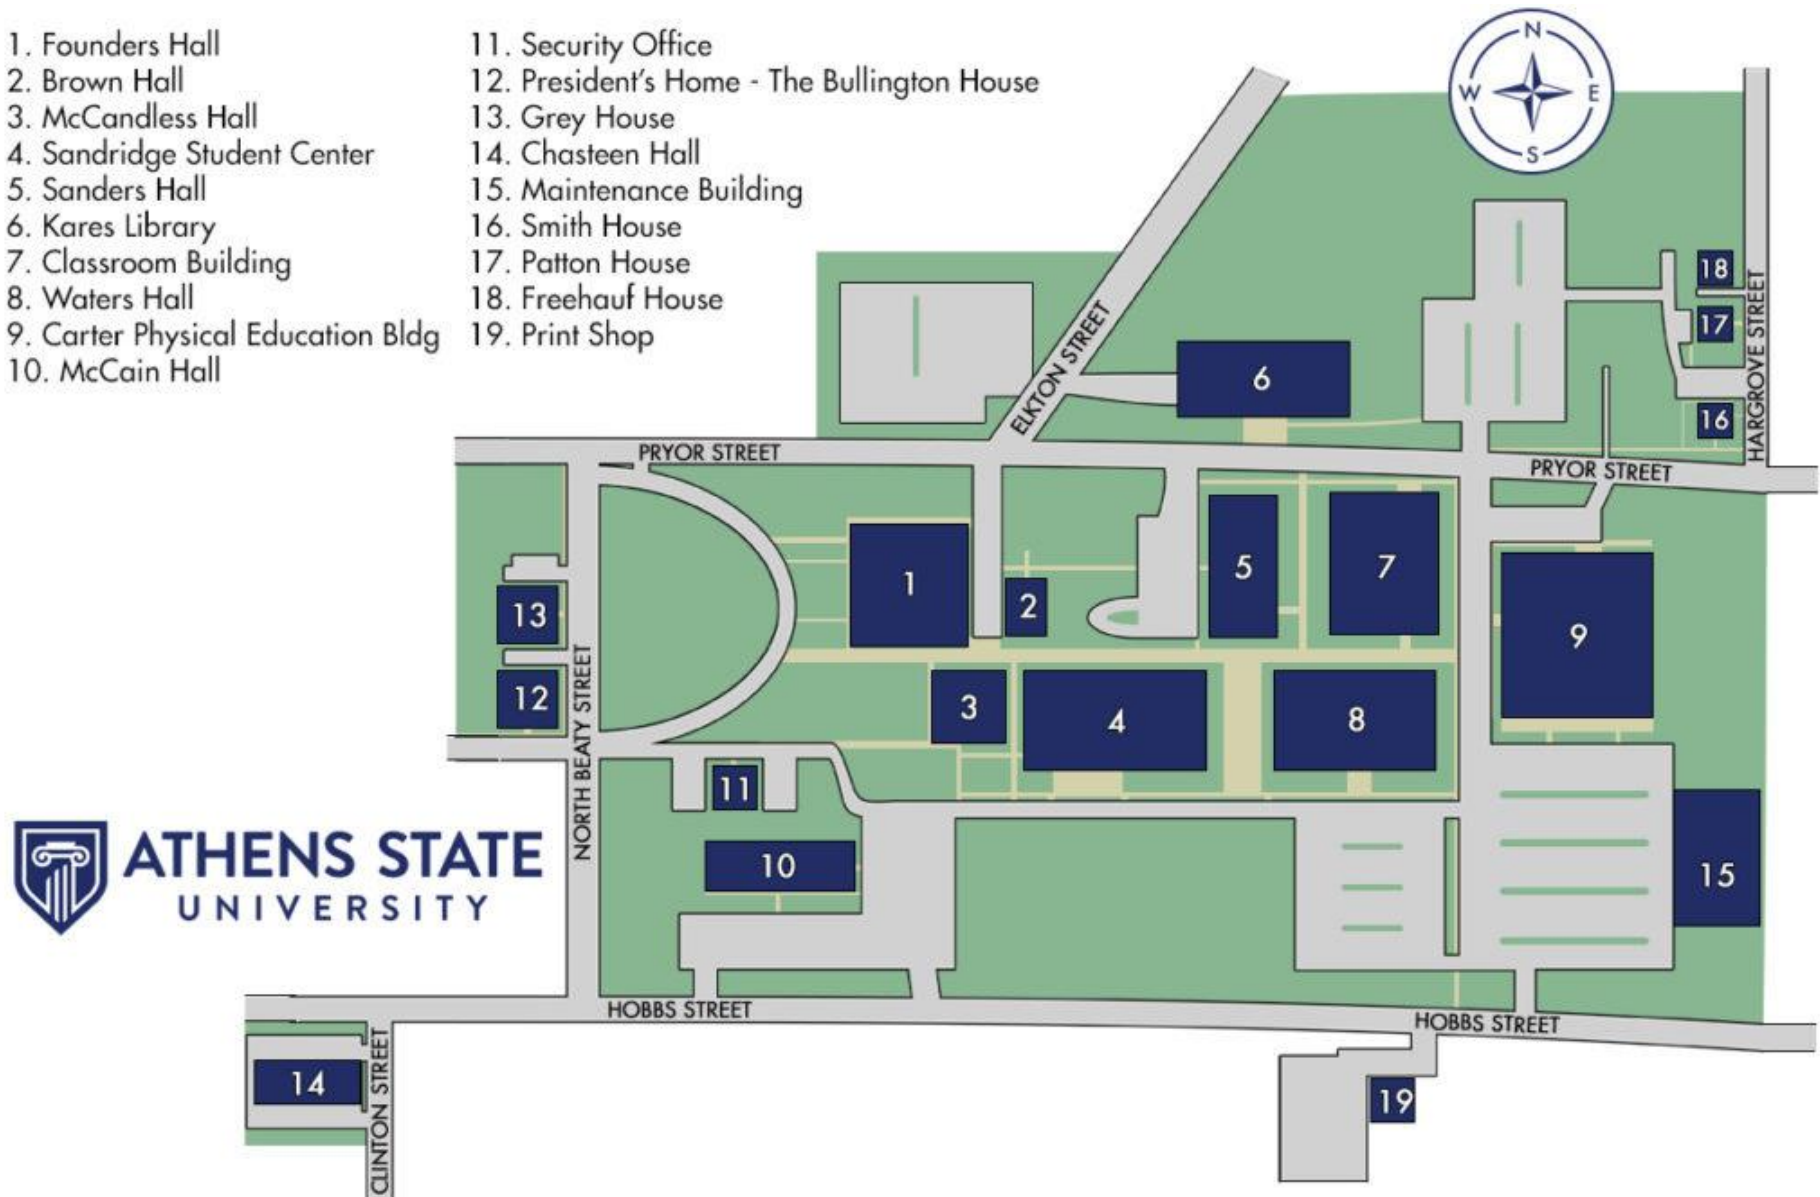 1. Founders Hall
2. Brown Hall
3. McCandless Hall
4. Sandridge Student Center
5. Sanders Hall
6. Kares Library
7. Classroom Building
8. Waters Hall
9. Carter Physical Education Bldg
10. McCain Hall
11. Security Office
12. President's Home - The Bullington House
13. Grey House
14. Chasteen Hall
15. Maintenance Building
16. Smith House
17. Patton House
18. Freehauf House
19. Print Shop
N
W
E
S
18
17
16
HARGROVE STREET
ELKTON STREET
6
PRYOR STREET
PRYOR STREET
1
2
5
7
9
13
12
3
4
8
NORTH BEATY STREET
11
10
15
ATHENS STATE
UNIVERSITY
HOBBS STREET
HOBBS STREET
14
CLINTON STREET
19